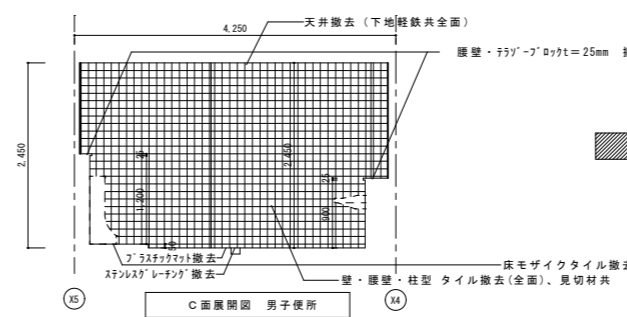 天井撤去（下地軽鉄共全面）
4,250
腰壁・テラゾーブロックt＝25mm
2,450
2,450
25
25
1,200
900
50
プラスチックマット撤去
ステンレスグレーチング撤去
床モザイクタイル撤去
壁・腰壁・柱型 タイル撤去(全面)、見切材共
X5
C面展開図 男子便所
X4